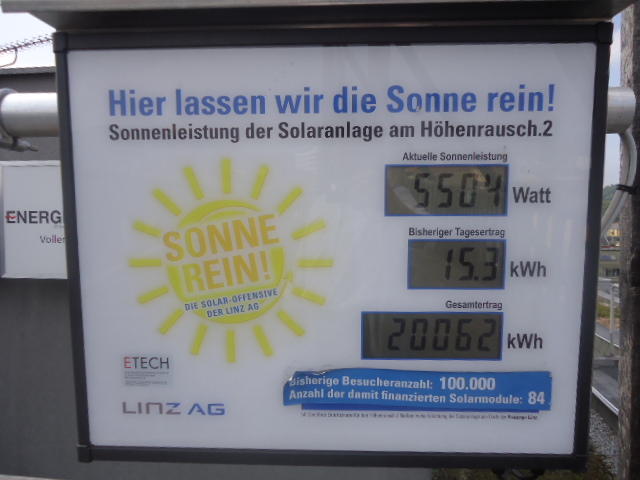 Hier lassen wir die Sonne rein!
Sonnenleistung der Solaranlage am Höhenrausch.2
Aktuelle Sonnenleistung
5504 Watt
Bisheriger Tagesertrag
15.3 kWh
Gesamtertrag
20062 kWh
SONNE
REIN!
DIE SOLAR-OFFENSIVE
DER LINZ AG
ENERG
Voller
ETECH
LINZ AG
Bisherige Besucheranzahl: 100.000
Anzahl der damit finanzierten Solarmodule: 84